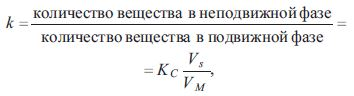 k = количество вещества в неподвижной фазе / количество вещества в подвижной фазе =
= K_C V_s / V_M,